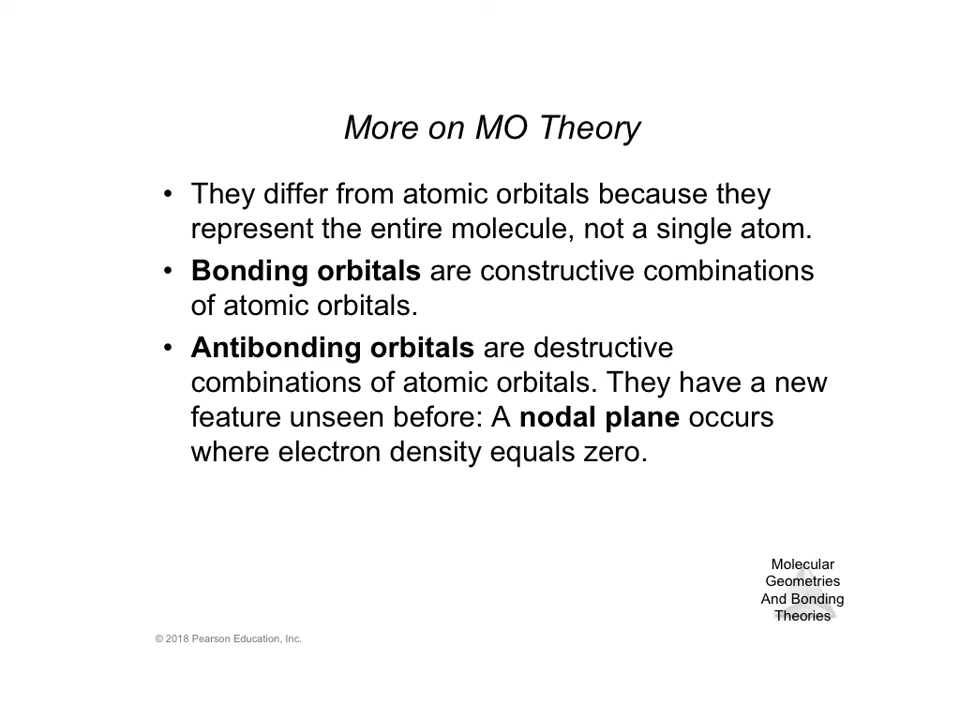 More on MO Theory
• They differ from atomic orbitals because they
represent the entire molecule, not a single atom.
• Bonding orbitals are constructive combinations
of atomic orbitals.
• Antibonding orbitals are destructive
combinations of atomic orbitals. They have a new
feature unseen before: A nodal plane occurs
where electron density equals zero.
Molecular
Geometries
And Bonding
Theories
© 2018 Pearson Education, Inc.